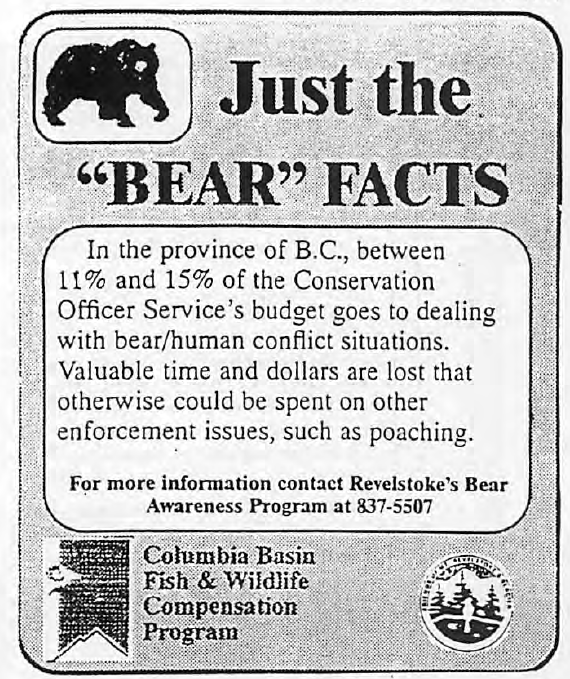 Just the
“BEAR” FACTS
In the province of B.C., between
11% and 15% of the Conservation
Officer Service's budget goes to dealing
with bear/human conflict situations.
Valuable time and dollars are lost that
otherwise could be spent on other
enforcement issues, such as poaching.
For more information contact Revelstoke's Bear
Awareness Program at 837-5507
Columbia Basin
Fish & Wildlife
Compensation
Program